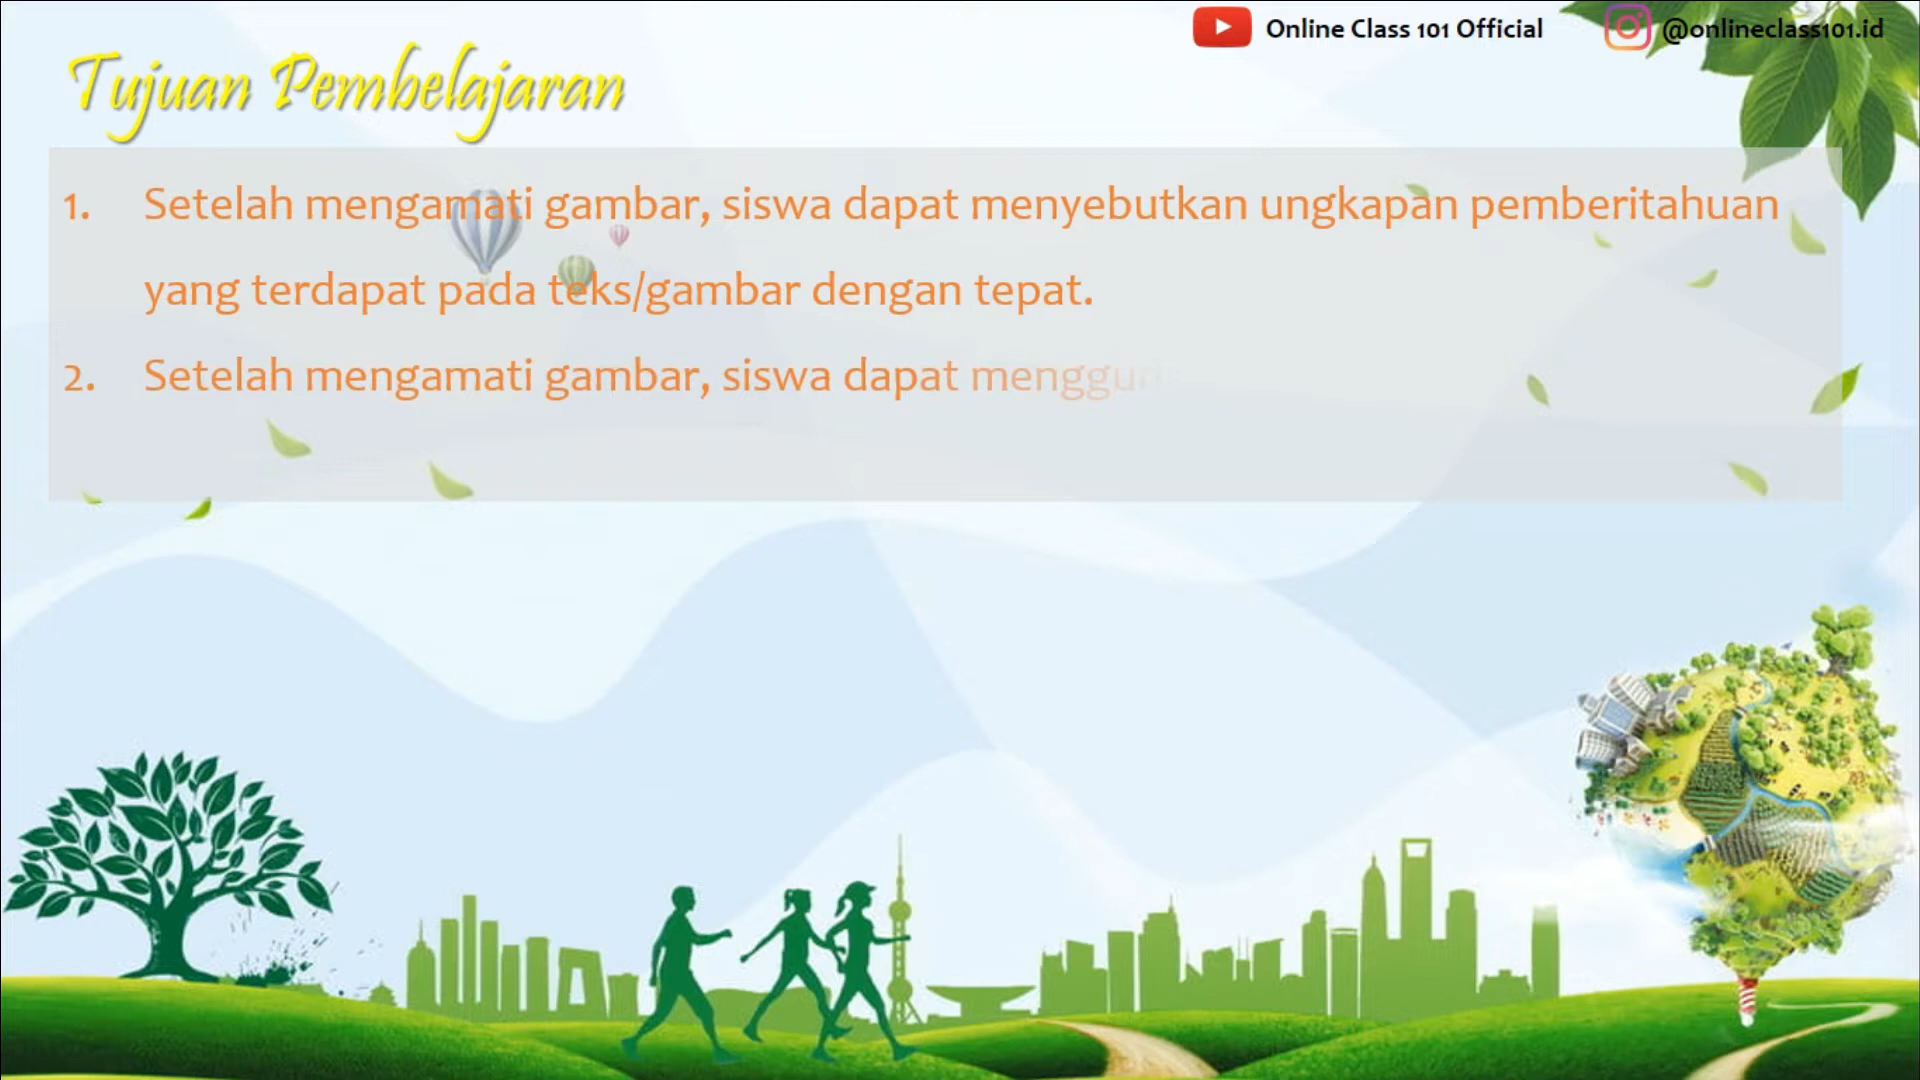 Online Class 101 Official
@onlineclass101.id
Tujuan Pembelajaran
1. Setelah mengamati gambar, siswa dapat menyebutkan ungkapan pemberitahuan
yang terdapat pada teks/gambar dengan tepat.
2. Setelah mengamati gambar, siswa dapat